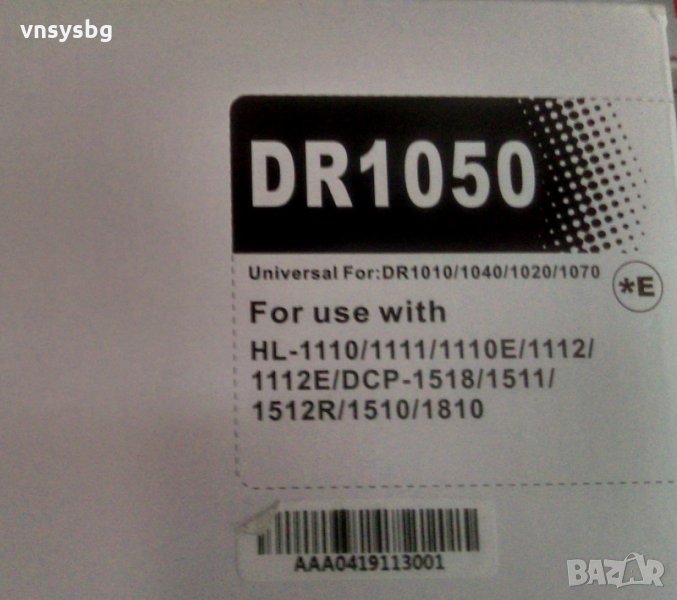 vnsysbg
DR1050
Universal For:DR1010/1040/1020/1070
*E
For use with
HL-1110/1111/1110E/1112/
1112E/DCP-1518/1511/
1512R/1510/1810
AAA0419113001
BAZAR